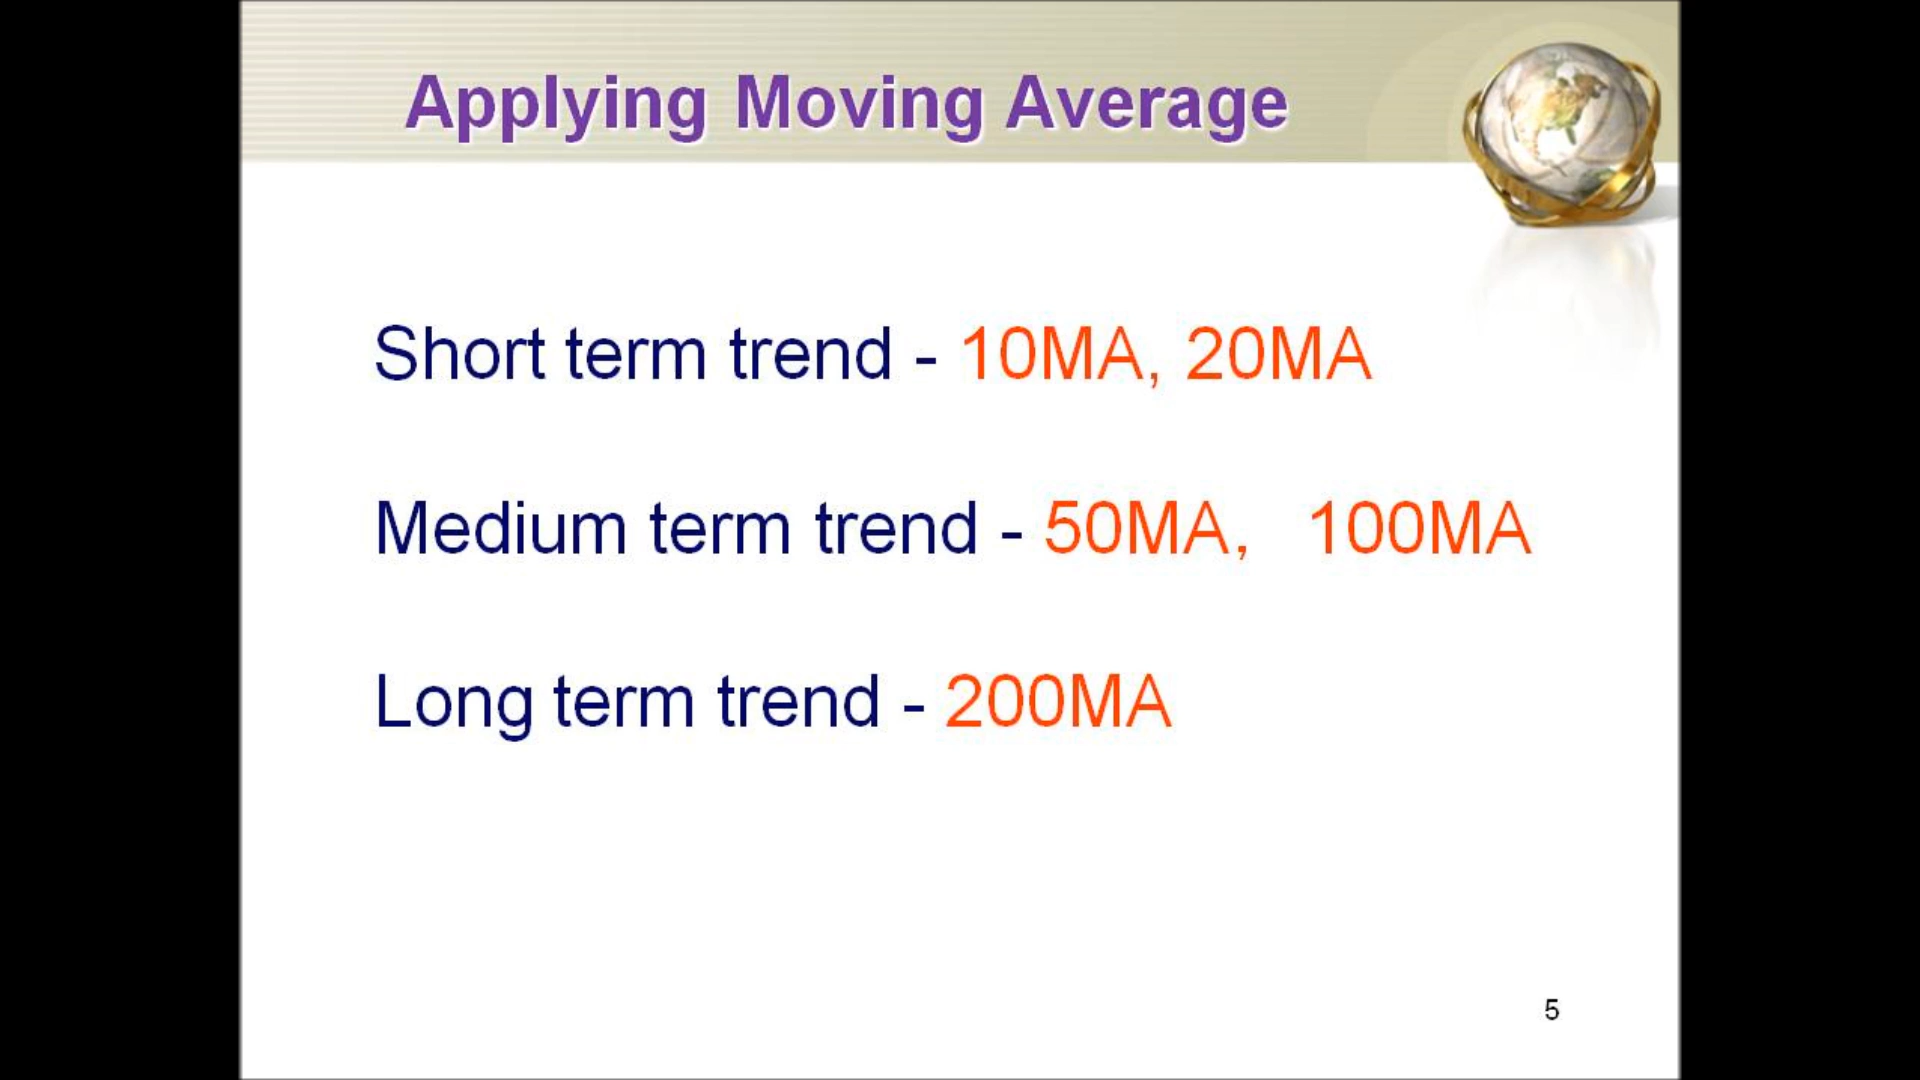 Applying Moving Average
Short term trend - 10MA, 20MA
Medium term trend - 50MA, 100MA
Long term trend - 200MA
5